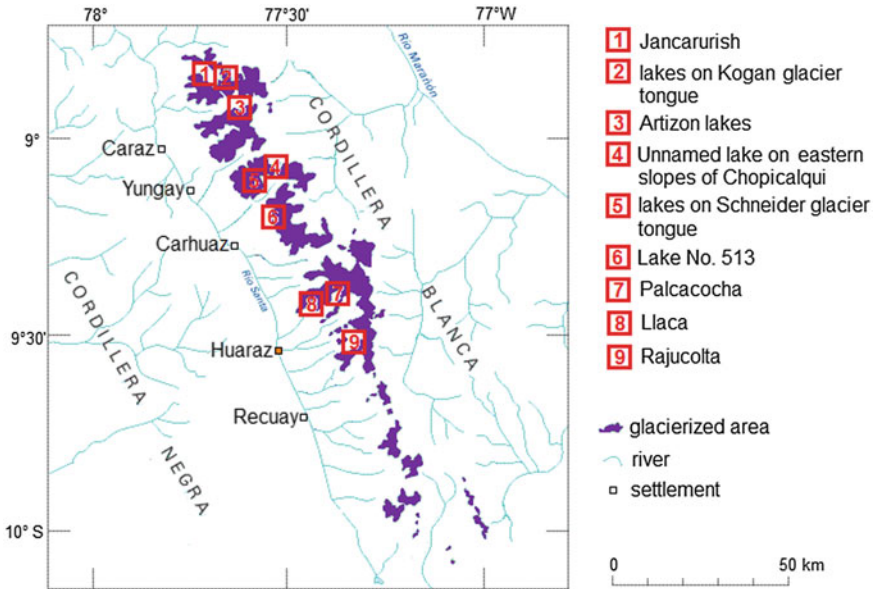 78° 77°30' 77°W
Rio Marañón
1
2
3
CORDILLERA
9°
Caraz
4
Yungay
5
6
Carhuaz
CORDILLERA
Rio Santa
7
8
BLANCA
9°30'
Huaraz
9
Recuay
NEGRA
10° S
1 Jancarurish
2 lakes on Kogan glacier
tongue
3 Artizon lakes
4 Unnamed lake on eastern
slopes of Chopicalqui
5 lakes on Schneider glacier
tongue
6 Lake No. 513
7 Palcacocha
8 Llaca
9 Rajucolta
glacierized area
river
settlement
0 50 km